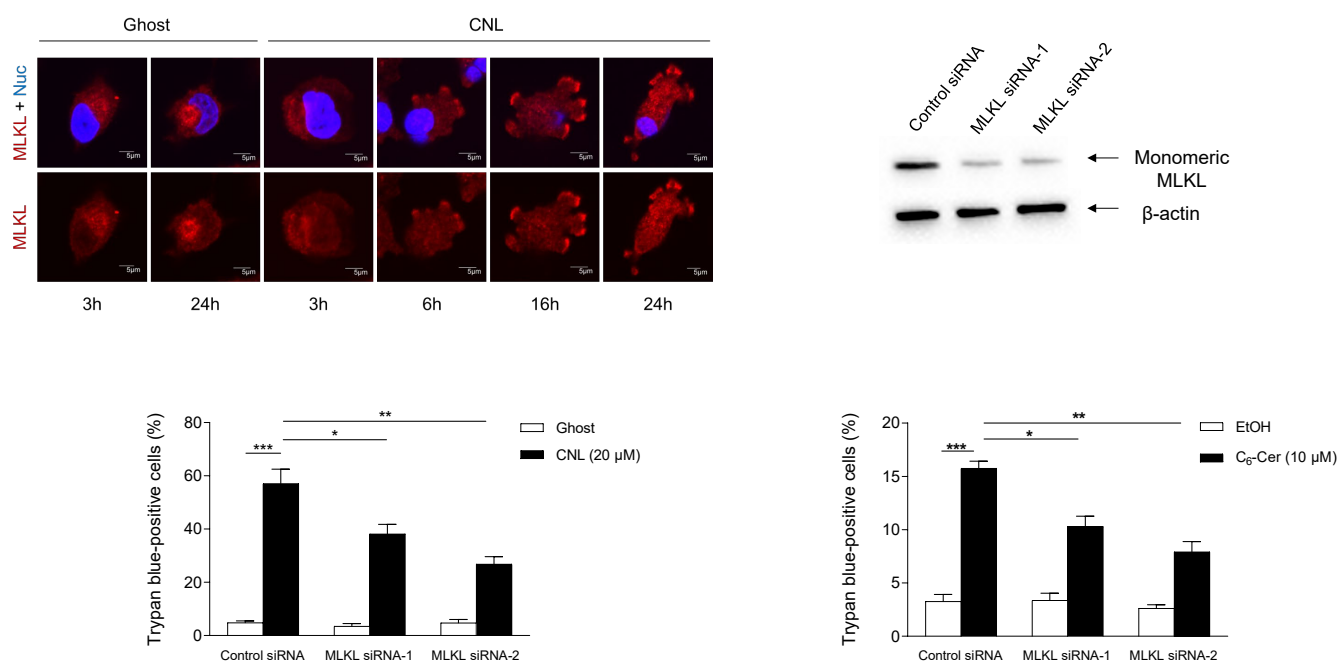 Ghost CNL
MLKL + Nuc
5µm 5µm 5µm 5µm 5µm 5µm
MLKL
5µm 5µm 5µm 5µm 5µm 5µm
3h 24h 3h 6h 16h 24h
Control siRNA
MLKL siRNA-1
MLKL siRNA-2
Monomeric
MLKL
β-actin
Trypan blue-positive cells (%)
80
60
40
20
0
***
*
**
Ghost
CNL (20 µM)
Control siRNA MLKL siRNA-1 MLKL siRNA-2
Trypan blue-positive cells (%)
20
15
10
5
0
***
*
**
EtOH
C₆-Cer (10 µM)
Control siRNA MLKL siRNA-1 MLKL siRNA-2